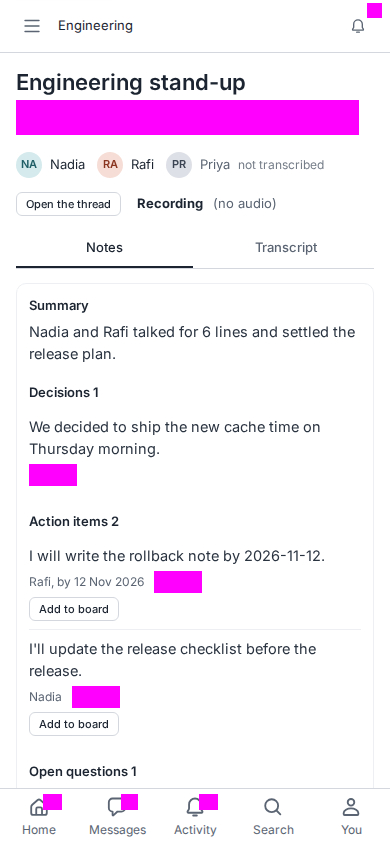 Engineering
Engineering stand-up
NA Nadia RA Rafi PR Priya not transcribed
Open the thread Recording (no audio)
Notes Transcript
Summary
Nadia and Rafi talked for 6 lines and settled the
release plan.
Decisions 1
We decided to ship the new cache time on
Thursday morning.
Action items 2
I will write the rollback note by 2026-11-12.
Rafi, by 12 Nov 2026
Add to board
I'll update the release checklist before the
release.
Nadia
Add to board
Open questions 1
Home Messages Activity Search You